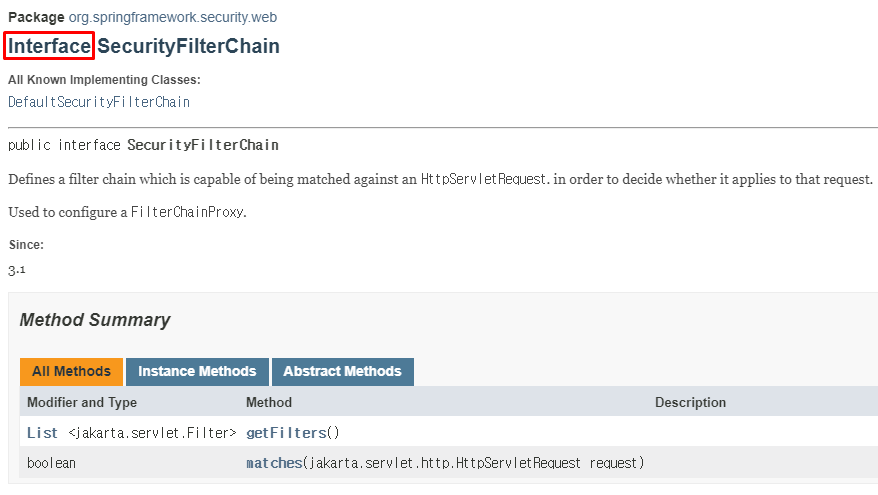 Package org.springframework.security.web
Interface SecurityFilterChain
All Known Implementing Classes:
DefaultSecurityFilterChain
public interface SecurityFilterChain
Defines a filter chain which is capable of being matched against an HttpServletRequest. in order to decide whether it applies to that request.
Used to configure a FilterChainProxy.
Since:
3.1
Method Summary
All Methods Instance Methods Abstract Methods
Modifier and Type Method Description
List <jakarta.servlet.Filter> getFilters()
boolean matches(jakarta.servlet.http.HttpServletRequest request)